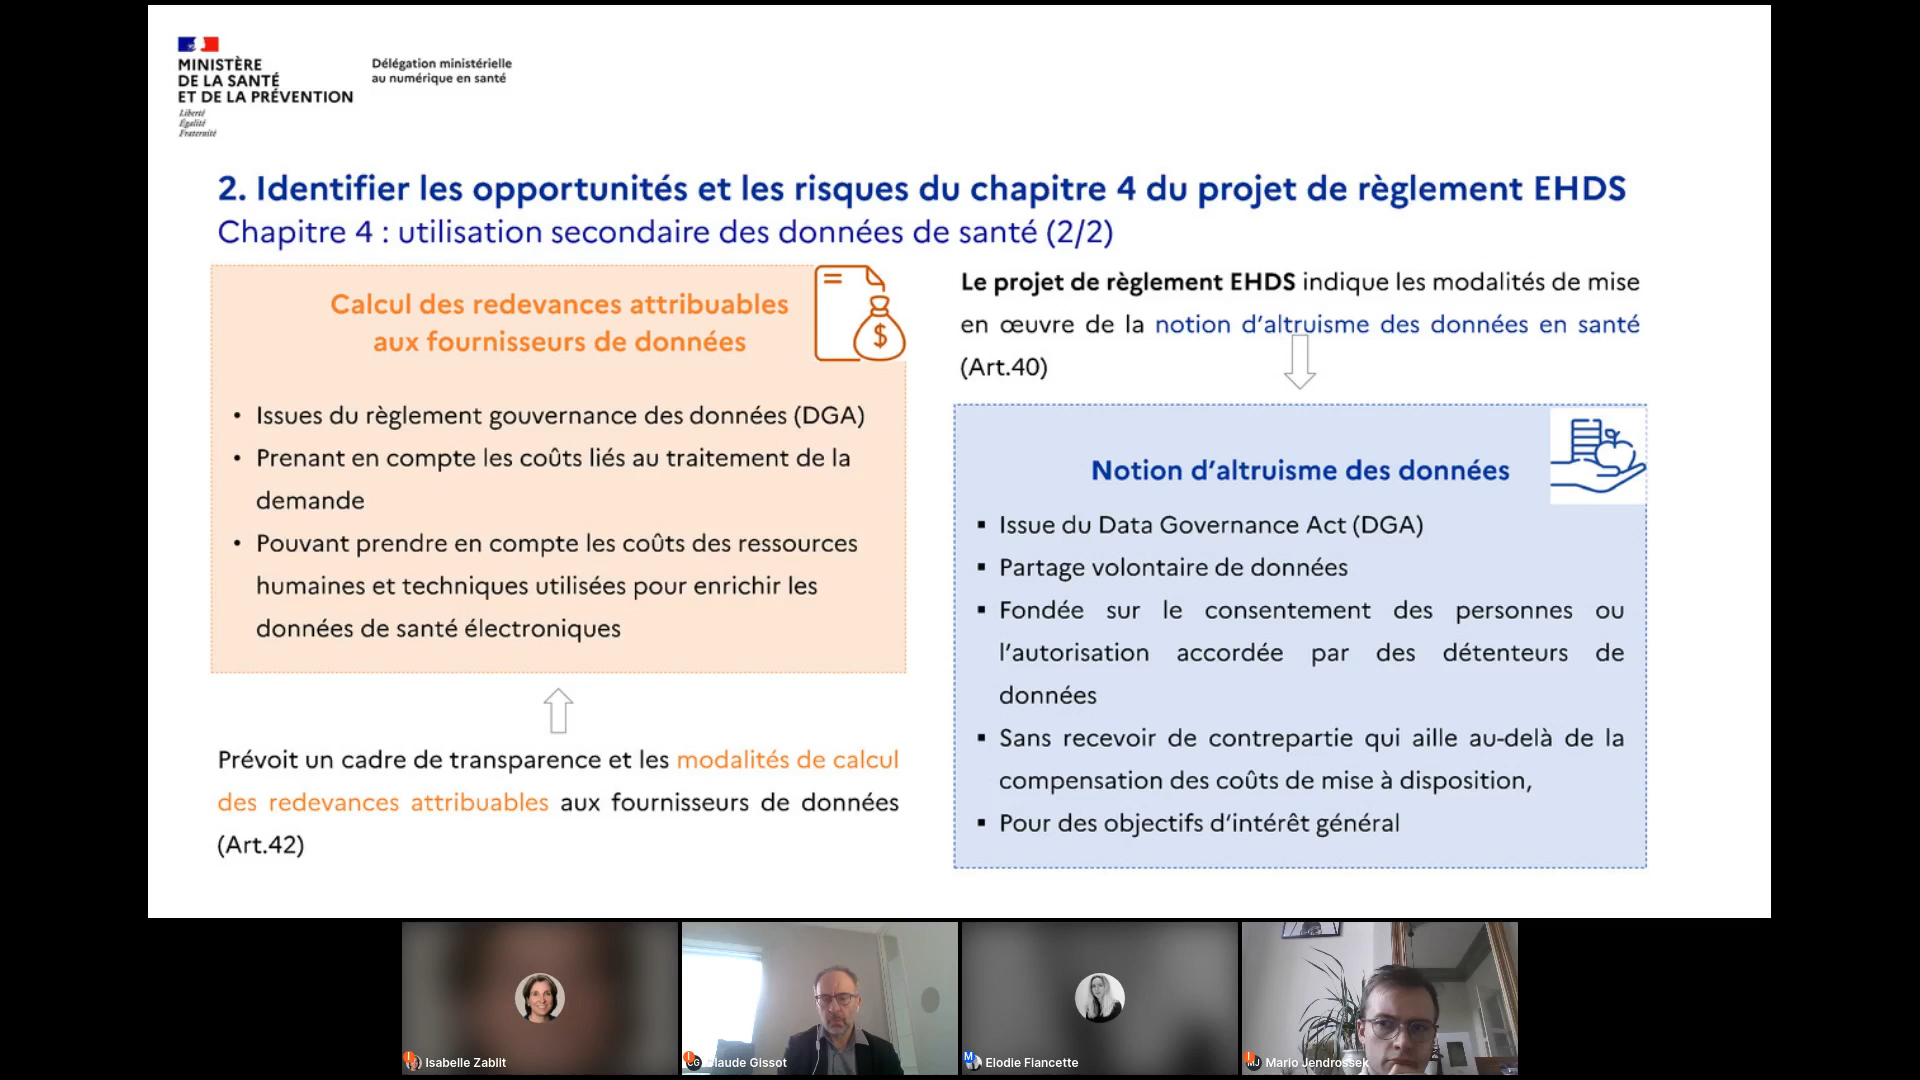 MINISTÈRE
DE LA SANTÉ
ET DE LA PRÉVENTION
Liberté
Égalité
Fraternité
Délégation ministérielle
au numérique en santé
2. Identifier les opportunités et les risques du chapitre 4 du projet de règlement EHDS
Chapitre 4 : utilisation secondaire des données de santé (2/2)
Calcul des redevances attribuables
aux fournisseurs de données
$
• Issues du règlement gouvernance des données (DGA)
• Prenant en compte les coûts liés au traitement de la
demande
• Pouvant prendre en compte les coûts des ressources
humaines et techniques utilisées pour enrichir les
données de santé électroniques
Prévoit un cadre de transparence et les modalités de calcul
des redevances attribuables aux fournisseurs de données
(Art.42)
Le projet de règlement EHDS indique les modalités de mise
en œuvre de la notion d’altruisme des données en santé
(Art.40)
Notion d’altruisme des données
▪ Issue du Data Governance Act (DGA)
▪ Partage volontaire de données
▪ Fondée sur le consentement des personnes ou
l’autorisation accordée par des détenteurs de
données
▪ Sans recevoir de contrepartie qui aille au-delà de la
compensation des coûts de mise à disposition,
▪ Pour des objectifs d’intérêt général
Isabelle Zablit
CG laude Gissot
M Elodie Fiancette
MJ Mario Jendrossek